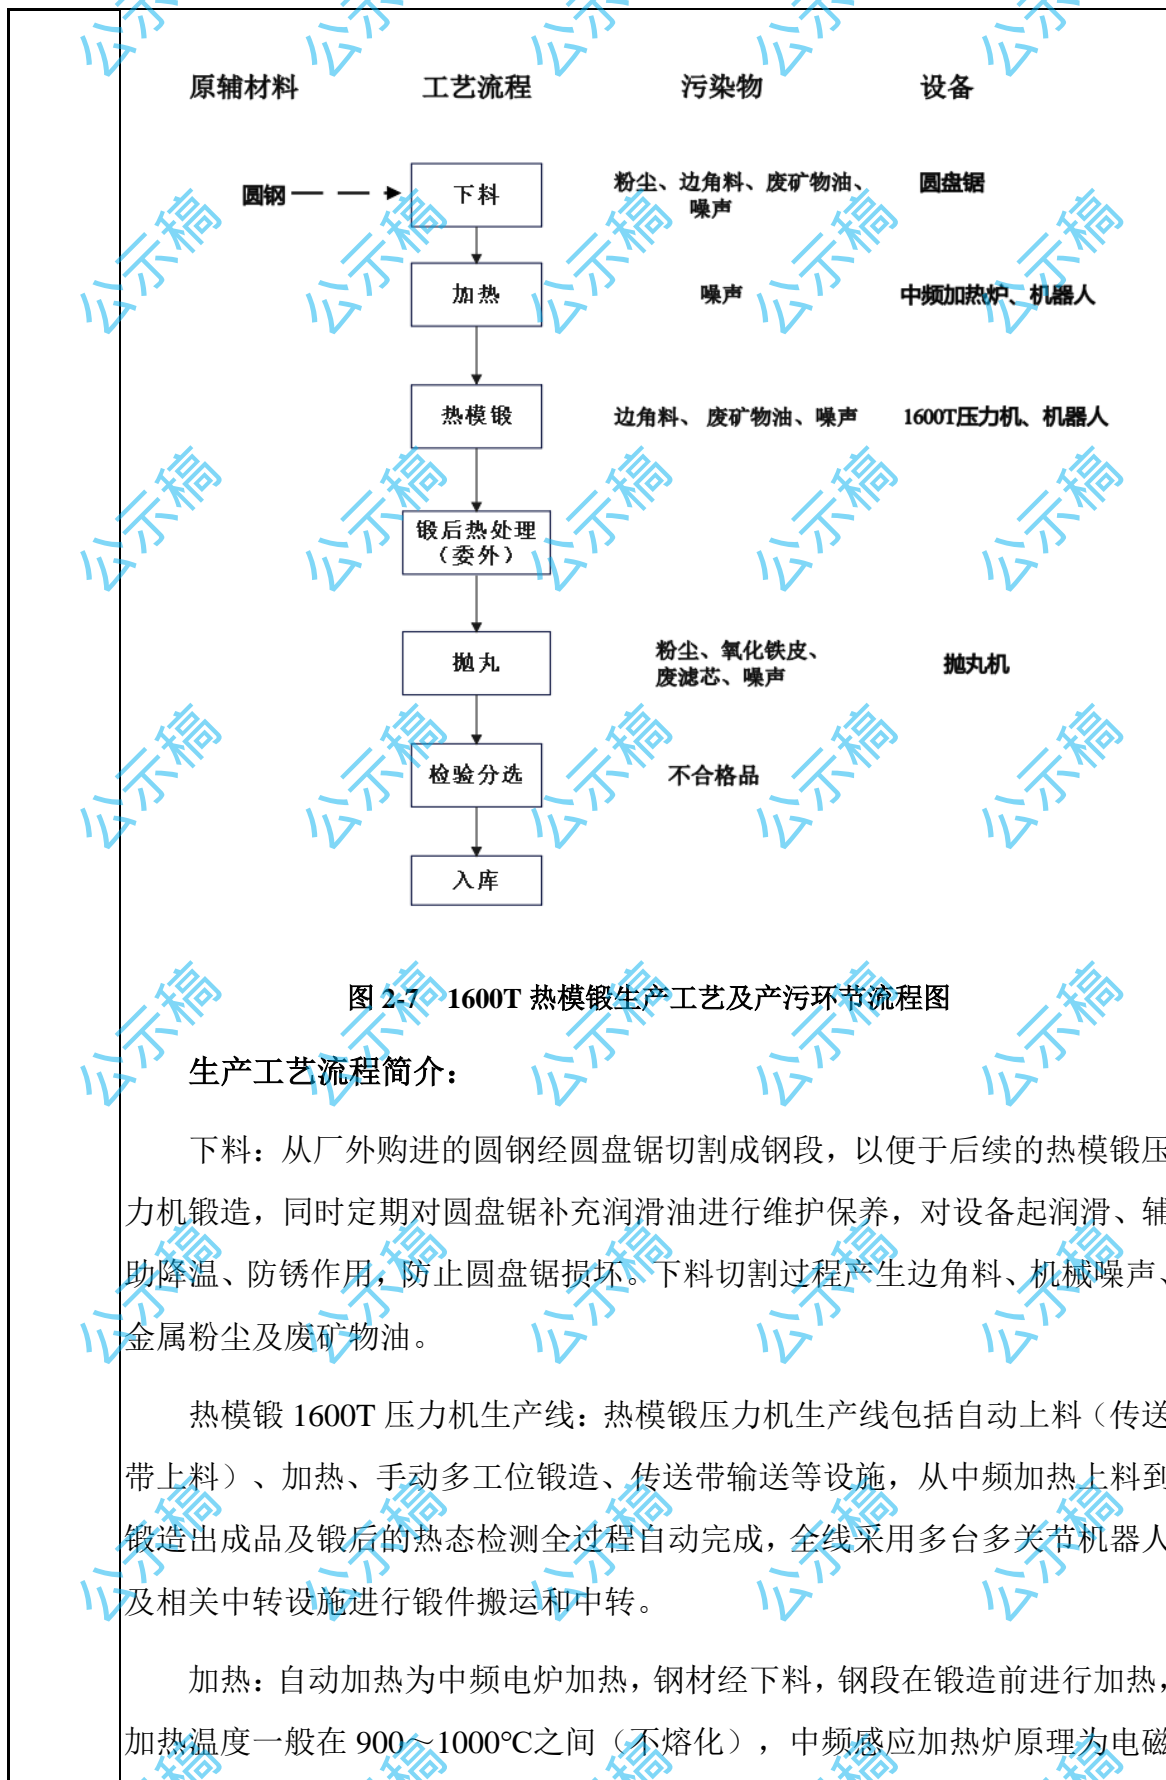 原辅材料 工艺流程 污染物 设备
圆钢 下料 粉尘、边角料、废矿物油、 圆盘锯
噪声
加热 噪声 中频加热炉、机器人
热模锻 边角料、 废矿物油、噪声 1600T压力机、机器人
锻后热处理
（委外）
抛丸 粉尘、氧化铁皮、 抛丸机
废滤芯、噪声
检验分选 不合格品
入库
图 2-7 1600T 热模锻生产工艺及产污环节流程图
生产工艺流程简介：
下料：从厂外购进的圆钢经圆盘锯切割成钢段，以便于后续的热模锻压
力机锻造，同时定期对圆盘锯补充润滑油进行维护保养，对设备起润滑、辅
助降温、防锈作用，防止圆盘锯损坏。下料切割过程产生边角料、机械噪声、
金属粉尘及废矿物油。
热模锻 1600T 压力机生产线：热模锻压力机生产线包括自动上料（传送
带上料）、加热、手动多工位锻造、传送带输送等设施，从中频加热上料到
锻造出成品及锻后的热态检测全过程自动完成，全线采用多台多关节机器人
及相关中转设施进行锻件搬运和中转。
加热：自动加热为中频电炉加热，钢材经下料，钢段在锻造前进行加热，
加热温度一般在 900～1000℃之间（不熔化），中频感应加热炉原理为电磁
公示稿